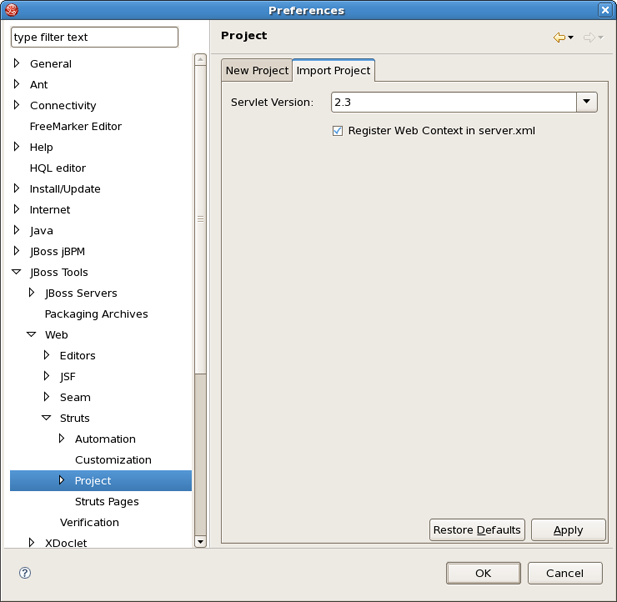 Preferences
type filter text
General
Ant
Connectivity
FreeMarker Editor
Help
HQL editor
Install/Update
Internet
Java
JBoss jBPM
JBoss Tools
JBoss Servers
Packaging Archives
Web
Editors
JSF
Seam
Struts
Automation
Customization
Project
Struts Pages
Verification
XDoclet
Project
New Project Import Project
Servlet Version: 2.3
Register Web Context in server.xml
Restore Defaults Apply
? OK Cancel